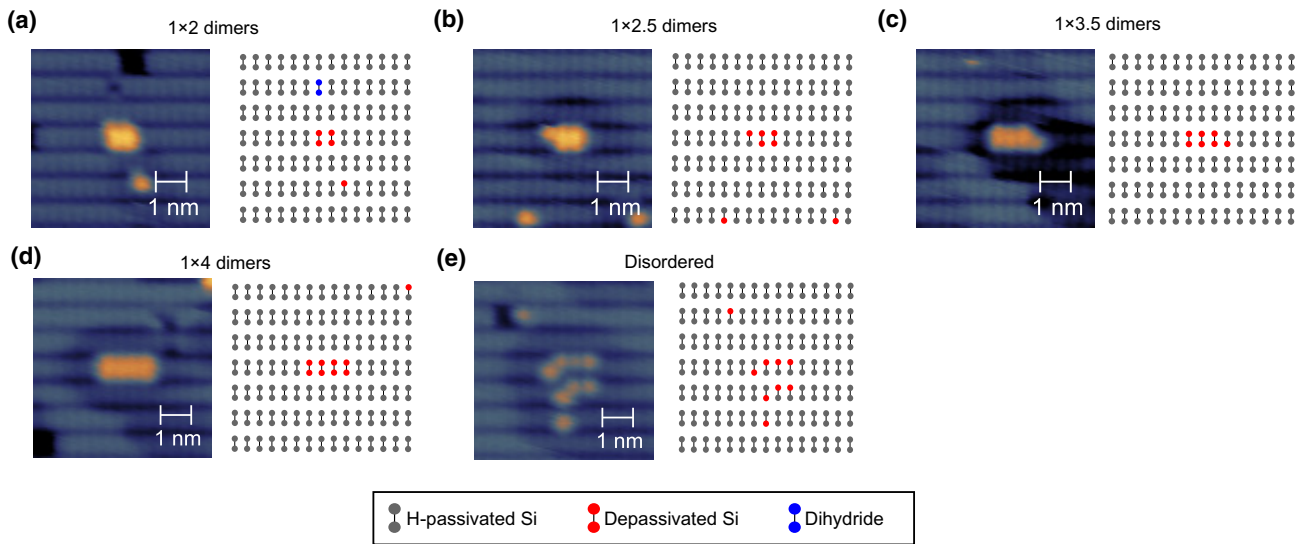 (a)
1×2 dimers
1 nm
(b)
1×2.5 dimers
1 nm
(c)
1×3.5 dimers
1 nm
(d)
1×4 dimers
1 nm
(e)
Disordered
1 nm
H-passivated Si
Depassivated Si
Dihydride